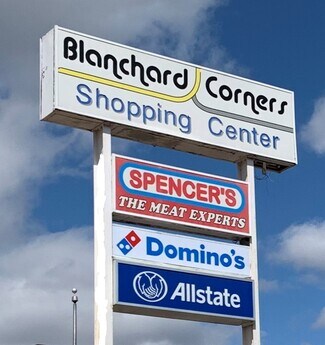 Blanchard Corners
Shopping Center
SPENCER'S
THE MEAT EXPERTS
Domino's
Allstate